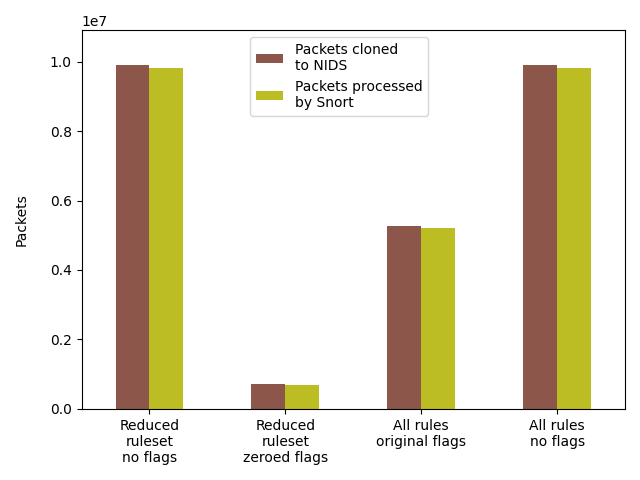 1e7
Packets cloned
to NIDS
Packets processed
by Snort
1.0
0.8
0.6
0.4
0.2
0.0
Packets
Reduced
ruleset
no flags
Reduced
ruleset
zeroed flags
All rules
original flags
All rules
no flags